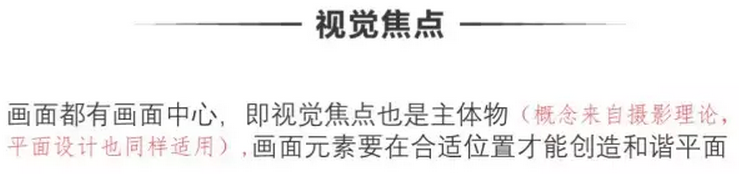 视觉焦点
画面都有画面中心，即视觉焦点也是主体物（概念来自摄影理论，
平面设计也同样适用）,画面元素要在合适位置才能创造和谐平面